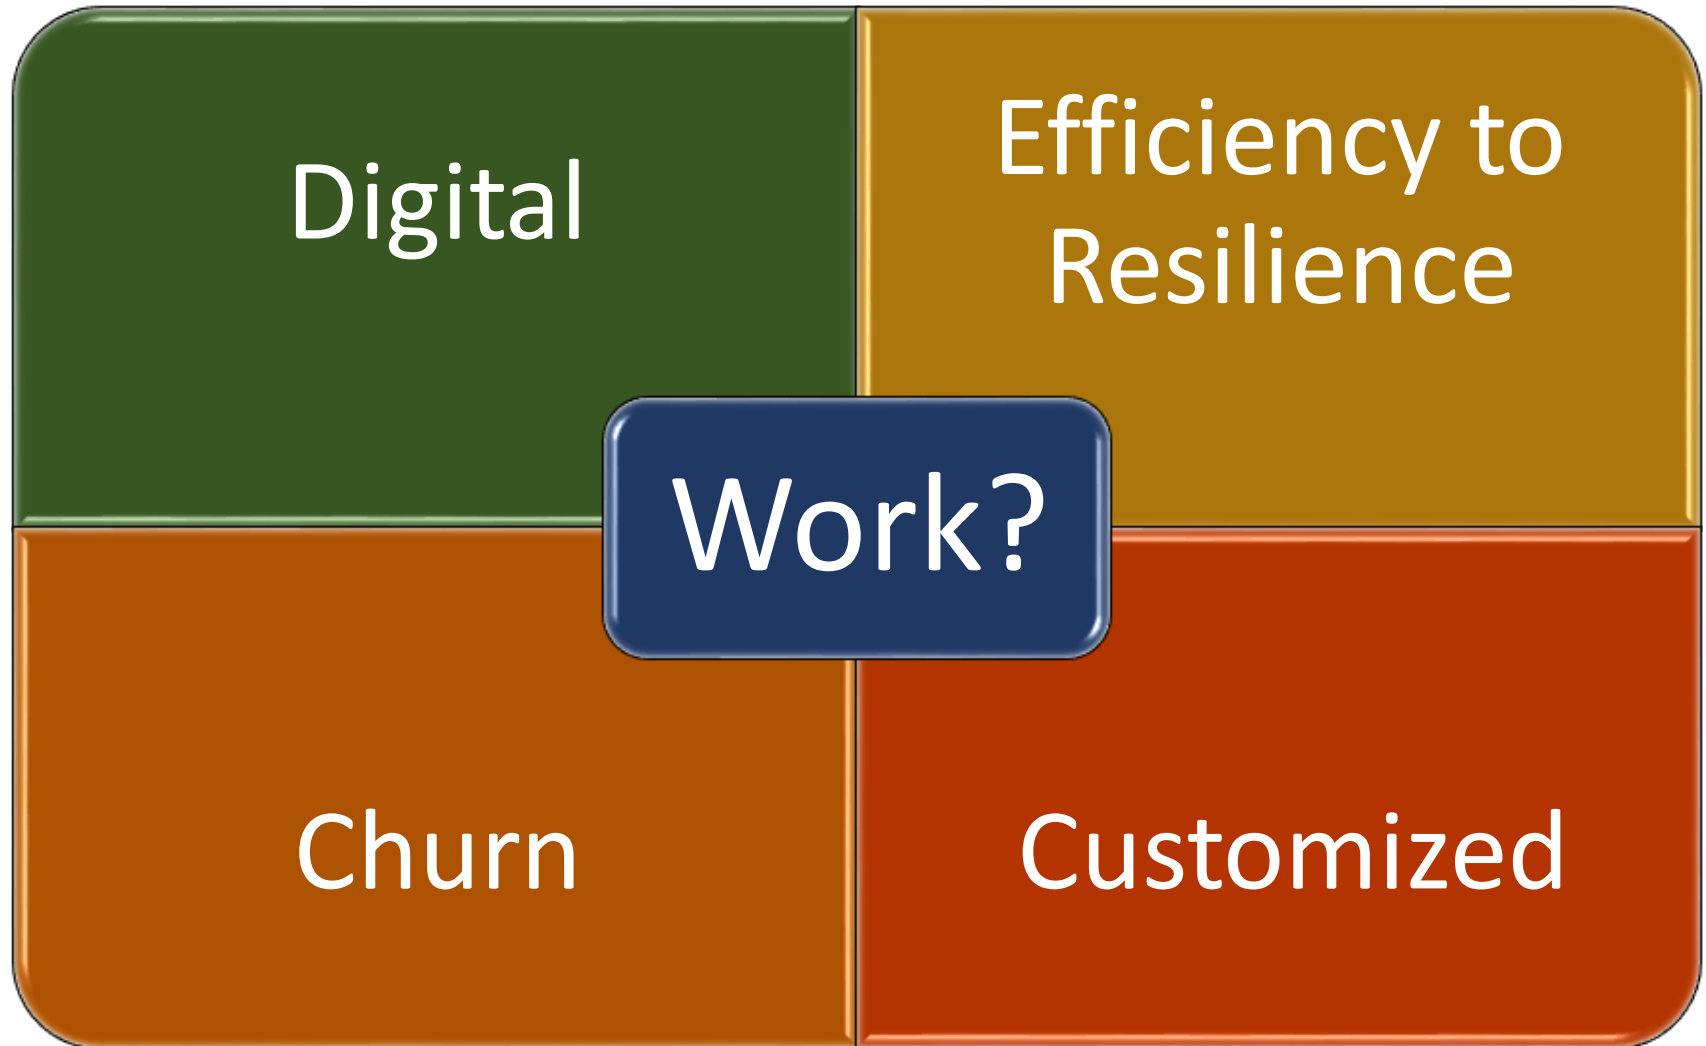 Digital
Efficiency to
Resilience
Work?
Churn
Customized